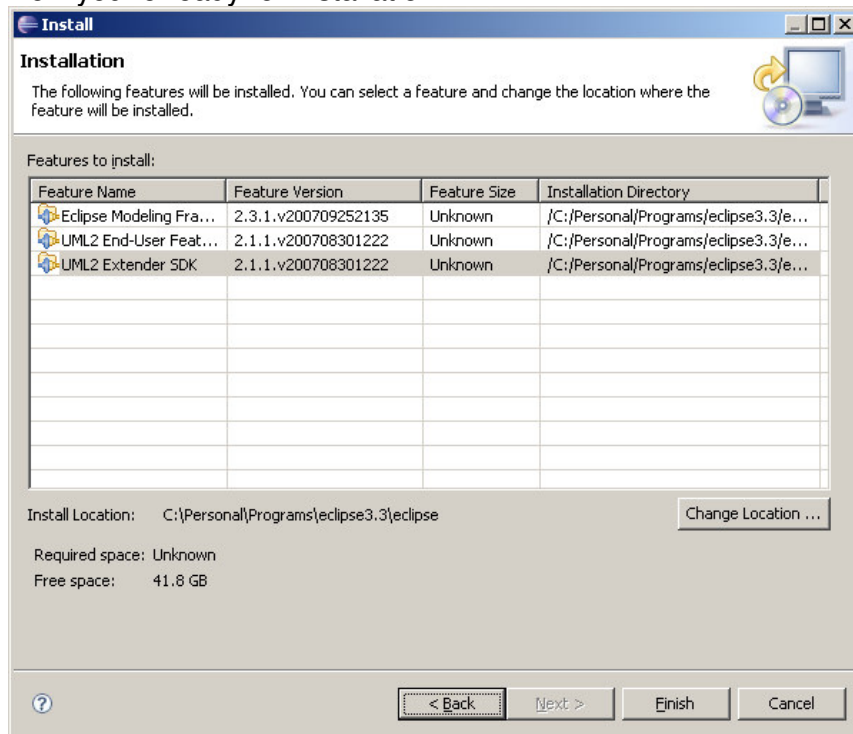 Install
Installation
The following features will be installed. You can select a feature and change the location where the
feature will be installed.
Features to install:
Feature Name Feature Version Feature Size Installation Directory
Eclipse Modeling Fra... 2.3.1.v200709252135 Unknown /C:/Personal/Programs/eclipse3.3/e...
UML2 End-User Feat... 2.1.1.v200708301222 Unknown /C:/Personal/Programs/eclipse3.3/e...
UML2 Extender SDK 2.1.1.v200708301222 Unknown /C:/Personal/Programs/eclipse3.3/e...
Install Location: C:\Personal\Programs\eclipse3.3\eclipse
Change Location ...
Required space: Unknown
Free space: 41.8 GB
? < Back Next > Finish Cancel